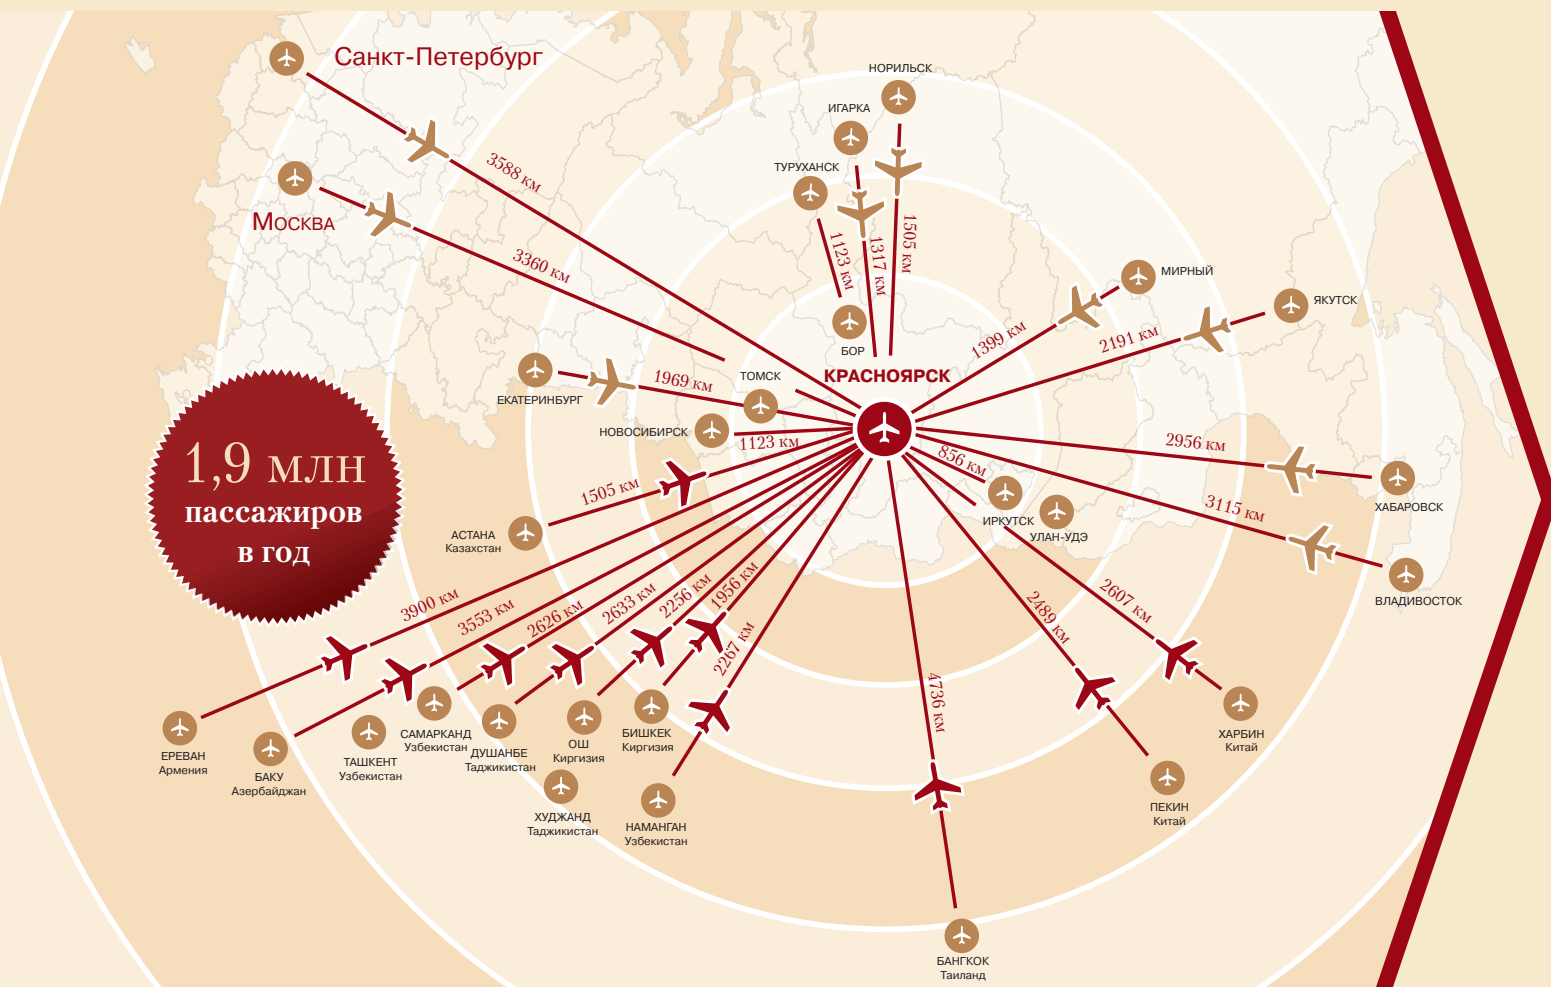 Санкт-Петербург
НОРИЛЬСК
ИГАРКА
ТУРУХАНСК
3588 км
МОСКВА
3360 км
1123 км
1317 км
1505 км
МИРНЫЙ
ЯКУТСК
1399 км
2191 км
БОР
КРАСНОЯРСК
ТОМСК
1969 км
ЕКАТЕРИНБУРГ
НОВОСИБИРСК
1123 км
856 км
2956 км
3115 км
ХАБАРОВСК
ИРКУТСК
УЛАН-УДЭ
ВЛАДИВОСТОК
1,9 млн
пассажиров
в год
1505 км
АСТАНА
Казахстан
3900 км
3553 км
2626 км
2633 км
2256 км
1956 км
2267 км
4736 км
2489 км
2607 км
ЕРЕВАН
Армения
БАКУ
Азербайджан
ТАШКЕНТ
Узбекистан
САМАРКАНД
Узбекистан
ДУШАНБЕ
Таджикистан
ОШ
Киргизия
БИШКЕК
Киргизия
ХУДЖАНД
Таджикистан
НАМАНГАН
Узбекистан
ХАРБИН
Китай
ПЕКИН
Китай
БАНГКОК
Таиланд